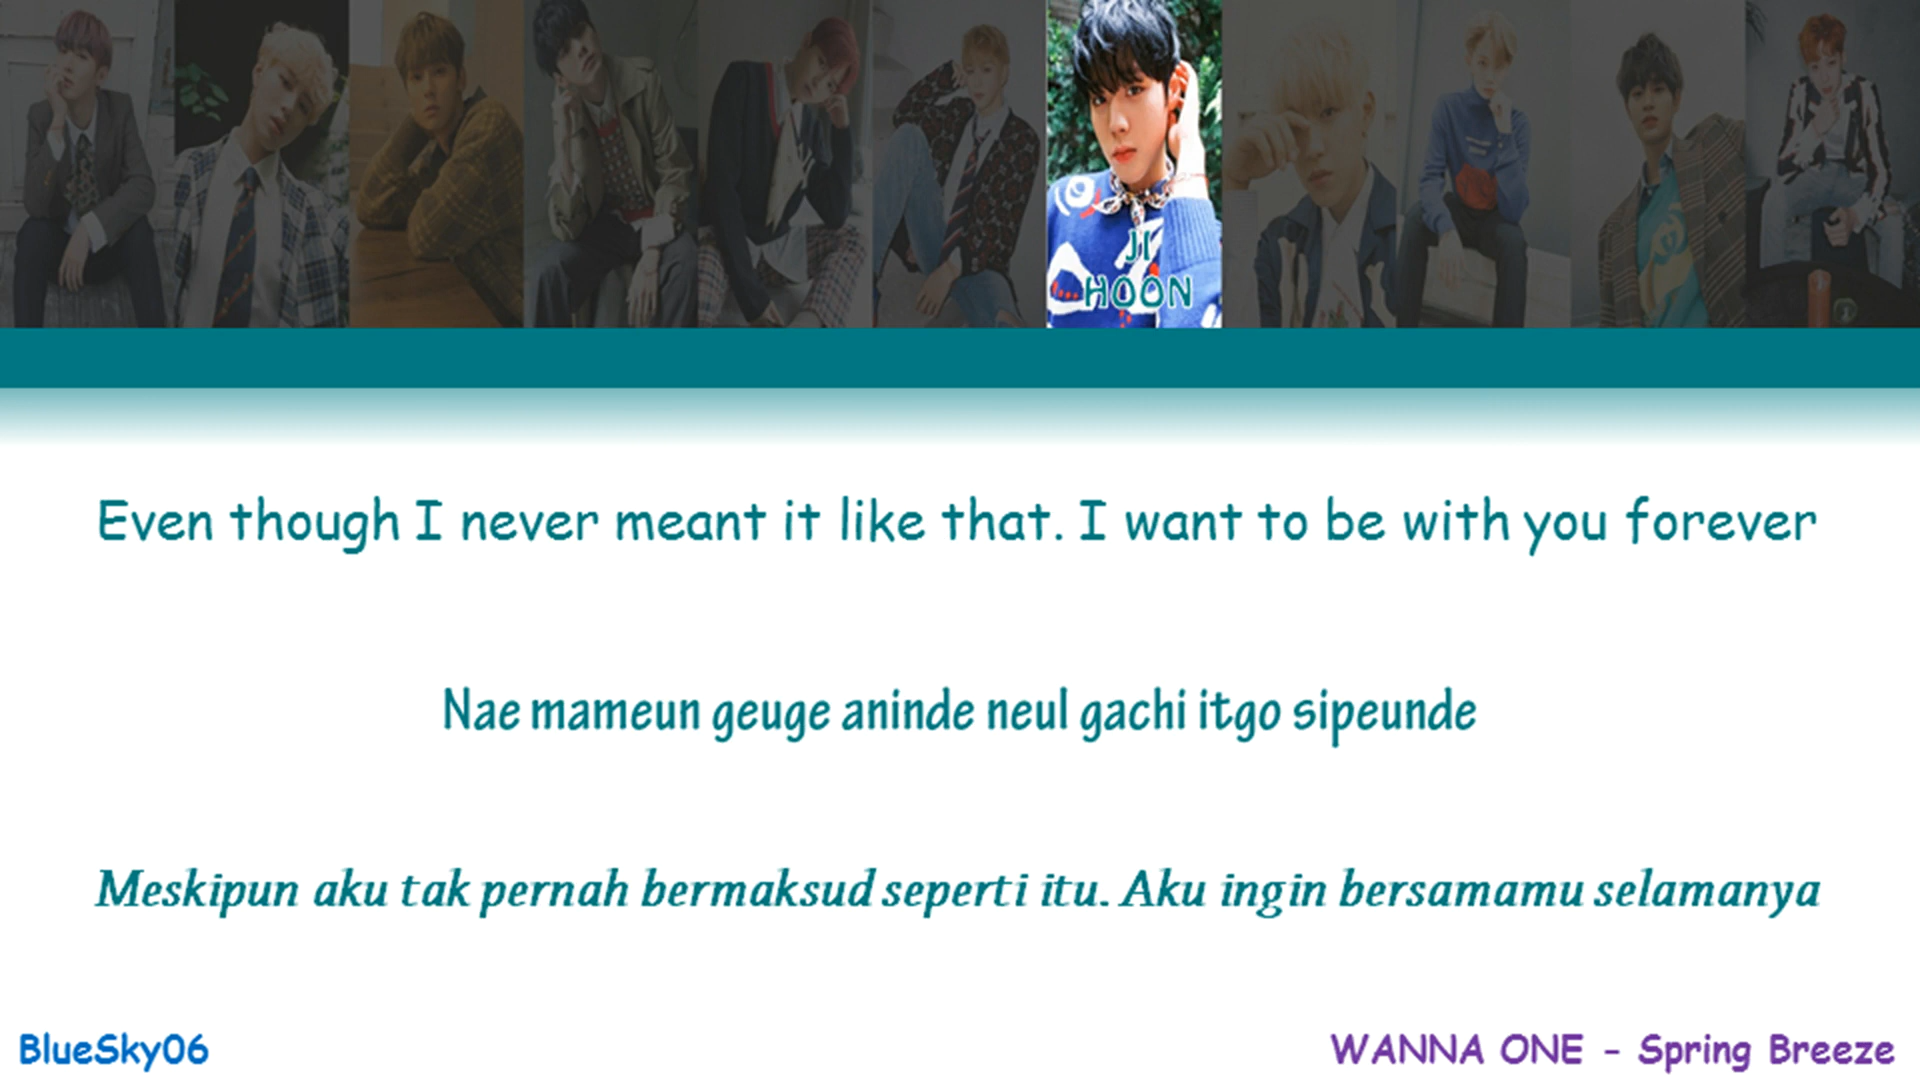 JI
HOON
Even though I never meant it like that. I want to be with you forever
Nae mameun geuge aninde neul gachi itgo sipeunde
Meskipun aku tak pernah bermaksud seperti itu. Aku ingin bersamamu selamanya
BlueSky06
WANNA ONE - Spring Breeze